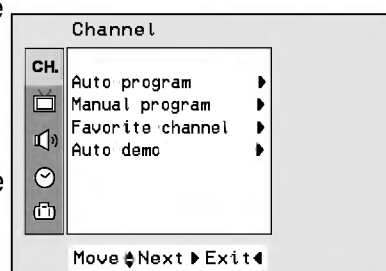 e
Channel
CH.
Auto program
Manual program
Favorite channel
Auto demo
e
Move Next Exit